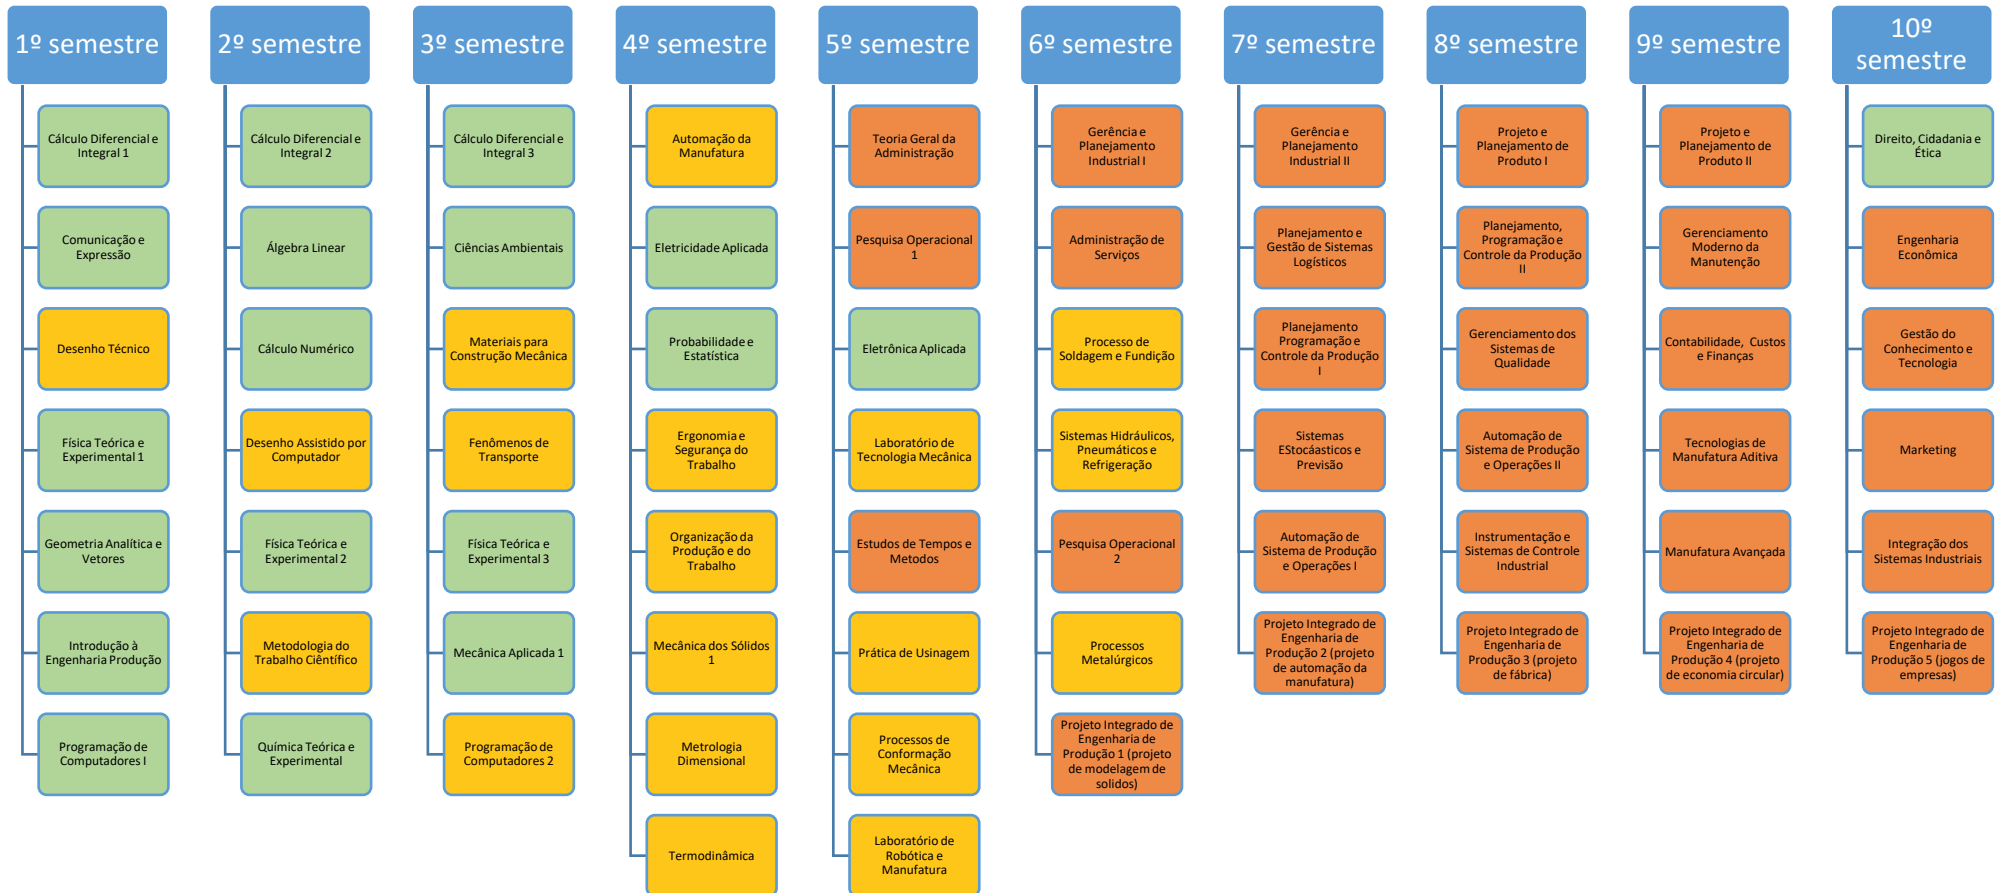 1º semestre
Cálculo Diferencial e
Integral 1
Comunicação e
Expressão
Desenho Técnico
Física Teórica e
Experimental 1
Geometria Analítica e
Vetores
Introdução à
Engenharia Produção
Programação de
Computadores I
2º semestre
Cálculo Diferencial e
Integral 2
Álgebra Linear
Cálculo Numérico
Desenho Assistido por
Computador
Física Teórica e
Experimental 2
Metodologia do
Trabalho Ciêntífico
Química Teórica e
Experimental
3º semestre
Cálculo Diferencial e
Integral 3
Ciências Ambientais
Materiais para
Construção Mecânica
Fenômenos de
Transporte
Física Teórica e
Experimental 3
Mecânica Aplicada 1
Programação de
Computadores 2
4º semestre
Automação da
Manufatura
Eletricidade Aplicada
Probabilidade e
Estatística
Ergonomia e
Segurança do
Trabalho
Organização da
Produção e do
Trabalho
Mecânica dos Sólidos
1
Metrologia
Dimensional
Termodinâmica
5º semestre
Teoria Geral da
Administração
Pesquisa Operacional
1
Eletrônica Aplicada
Laboratório de
Tecnologia Mecânica
Estudos de Tempos e
Metodos
Prática de Usinagem
Processos de
Conformação
Mecânica
Laboratório de
Robótica e
Manufatura
6º semestre
Gerência e
Planejamento
Industrial I
Administração de
Serviços
Processo de
Soldagem e Fundição
Sistemas Hidráulicos,
Pneumáticos e
Refrigeração
Pesquisa Operacional
2
Processos
Metalúrgicos
Projeto Integrado de
Engenharia de
Produção 1 (projeto
de modelagem de
solidos)
7º semestre
Gerência e
Planejamento
Industrial II
Planejamento e
Gestão de Sistemas
Logísticos
Planejamento
Programação e
Controle da Produção
I
Sistemas
EStocáasticos e
Previsão
Automação de
Sistema de Produção
e Operações I
Projeto Integrado de
Engenharia de
Produção 2 (projeto
de automação da
manufatura)
8º semestre
Projeto e
Planejamento de
Produto I
Planejamento,
Programação e
Controle da Produção
II
Gerenciamento dos
Sistemas de
Qualidade
Automação de
Sistema de Produção
e Operações II
Instrumentação e
Sistemas de Controle
Industrial
Projeto Integrado de
Engenharia de
Produção 3 (projeto
de fábrica)
9º semestre
Projeto e
Planejamento de
Produto II
Gerenciamento
Moderno da
Manutenção
Contabilidade, Custos
e Finanças
Tecnologias de
Manufatura Aditiva
Manufatura Avançada
Projeto Integrado de
Engenharia de
Produção 4 (projeto
de economia circular)
10º
semestre
Direito, Cidadania e
Ética
Engenharia
Econômica
Gestão do
Conhecimento e
Tecnologia
Marketing
Integração dos
Sistemas Industriais
Projeto Integrado de
Engenharia de
Produção 5 (jogos de
empresas)